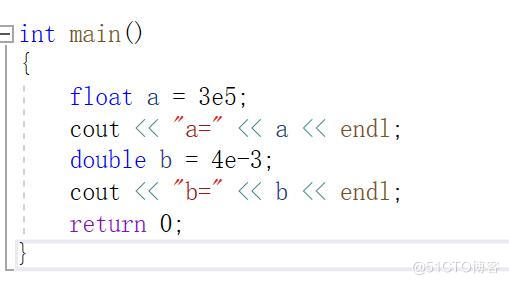 int main()
{
float a = 3e5;
cout << "a=" << a << endl;
double b = 4e-3;
cout << "b=" << b << endl;
return 0;
}
@51CTO博客